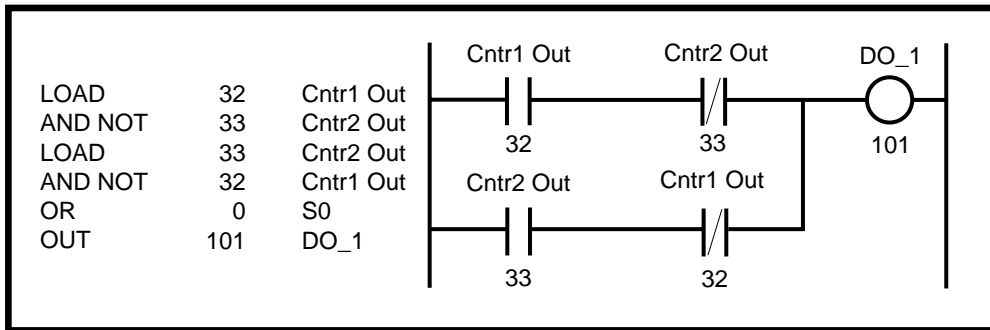 LOAD 32 Cntr1 Out
AND NOT 33 Cntr2 Out
LOAD 33 Cntr2 Out
AND NOT 32 Cntr1 Out
OR 0 S0
OUT 101 DO_1
Cntr1 Out Cntr2 Out DO_1
32 33 101
Cntr2 Out Cntr1 Out
33 32